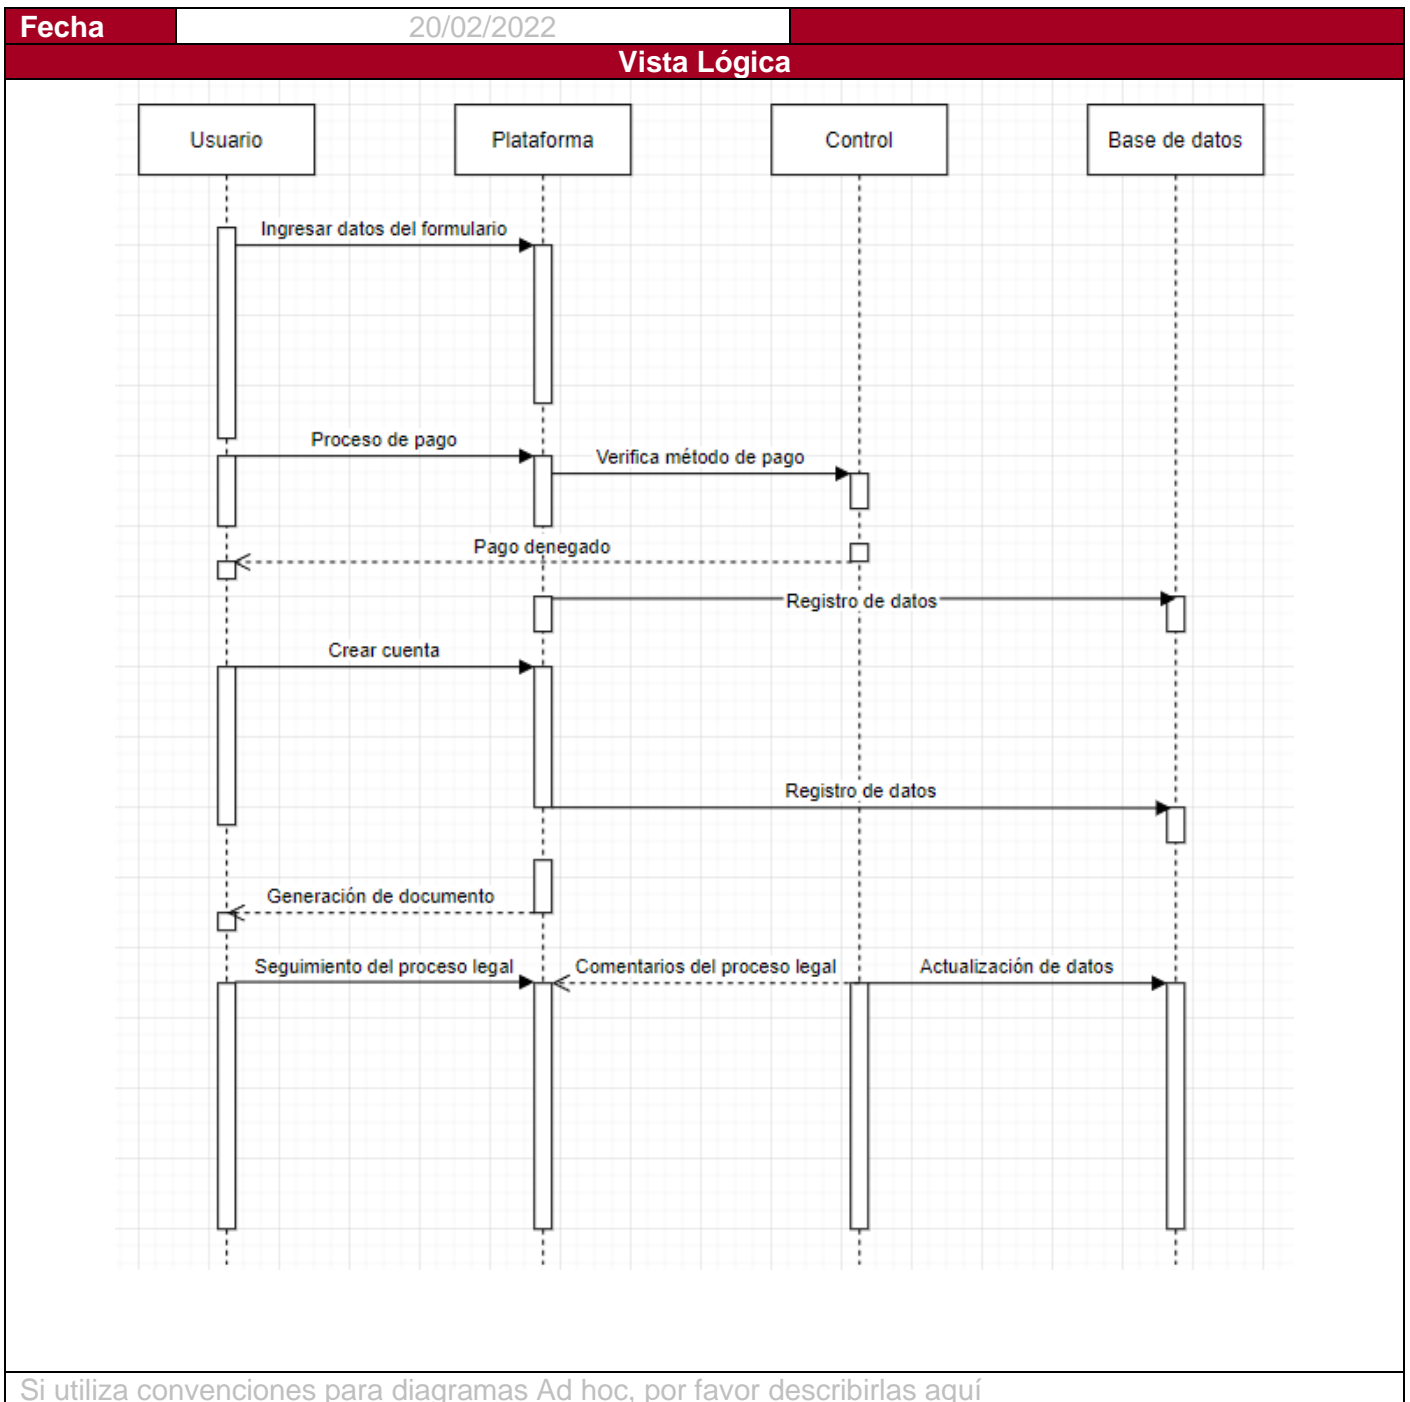 Fecha 20/02/2022
Vista Lógica
Usuario Plataforma Control Base de datos
Ingresar datos del formulario
Proceso de pago
Verifica método de pago
Pago denegado
Registro de datos
Crear cuenta
Registro de datos
Generación de documento
Seguimiento del proceso legal Comentarios del proceso legal Actualización de datos
Si utiliza convenciones para diagramas Ad hoc, por favor describirlas aquí